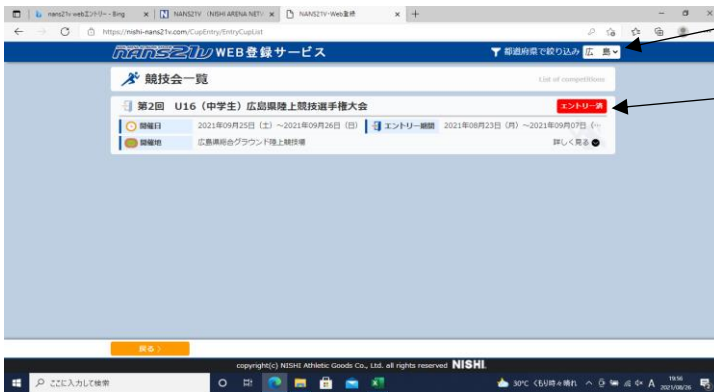 nans21v webエントリー - Bing
NANS21V (NISHI ARENA NET)
NANS21V-Web登録
https://nishi-nans21v.com/CupEntry/EntryCupList
nans21V WEB登録サービス
都道府県で絞り込み 広 島
競技会一覧
List of competitions
第2回 U16（中学生）広島県陸上競技選手権大会
エントリー済
開催日 2021年09月25日（土）～2021年09月26日（日） エントリー期間 2021年08月23日（月）～2021年09月07日（…
開催地 広島県総合グラウンド陸上競技場 詳しく見る
戻る
copyright(c) NISHI Athletic Goods Co., Ltd. all rights reserved NISHI.
ここに入力して検索
30°C くもり時々晴れ
A
19:56
2021/08/26